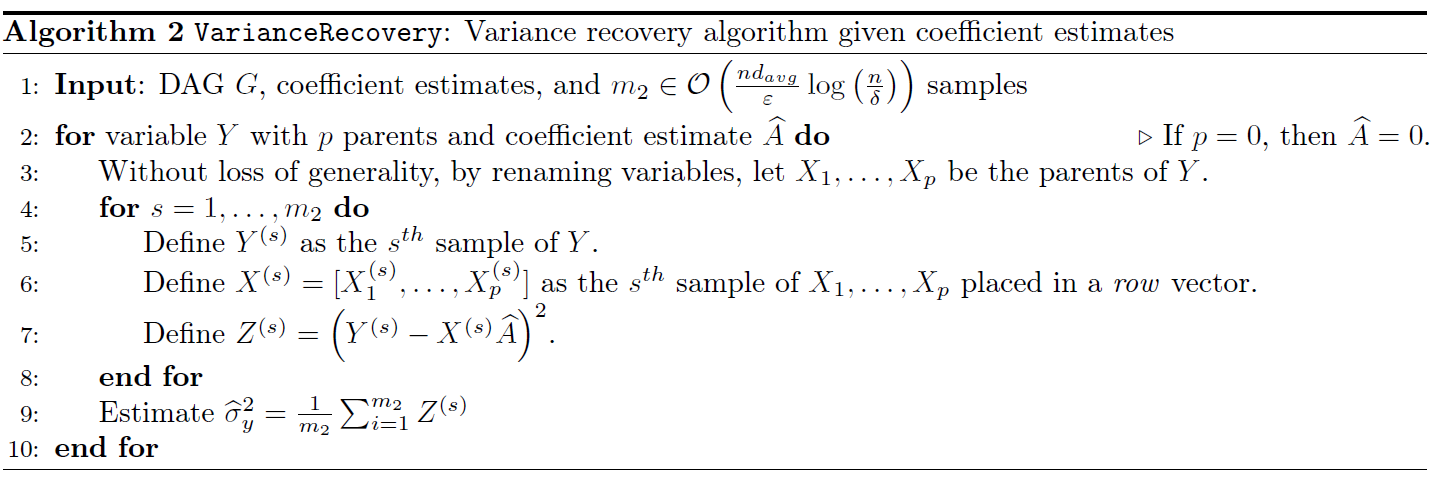 Algorithm 2 VarianceRecovery: Variance recovery algorithm given coefficient estimates
1: Input: DAG G, coefficient estimates, and $m_2 \in \mathcal{O}\left(\frac{nd_{avg}}{\varepsilon} \log\left(\frac{n}{\delta}\right)\right)$ samples
2: for variable Y with p parents and coefficient estimate $\widehat{A}$ do ▷ If $p = 0$, then $\widehat{A} = 0$.
3: Without loss of generality, by renaming variables, let $X_1, \ldots, X_p$ be the parents of Y.
4: for $s = 1, \ldots, m_2$ do
5: Define $Y^{(s)}$ as the $s^{th}$ sample of Y.
6: Define $X^{(s)} = [X_1^{(s)}, \ldots, X_p^{(s)}]$ as the $s^{th}$ sample of $X_1, \ldots, X_p$ placed in a row vector.
7: Define $Z^{(s)} = \left(Y^{(s)} - X^{(s)}\widehat{A}\right)^2$.
8: end for
9: Estimate $\widehat{\sigma}_y^2 = \frac{1}{m_2} \sum_{i=1}^{m_2} Z^{(s)}$
10: end for